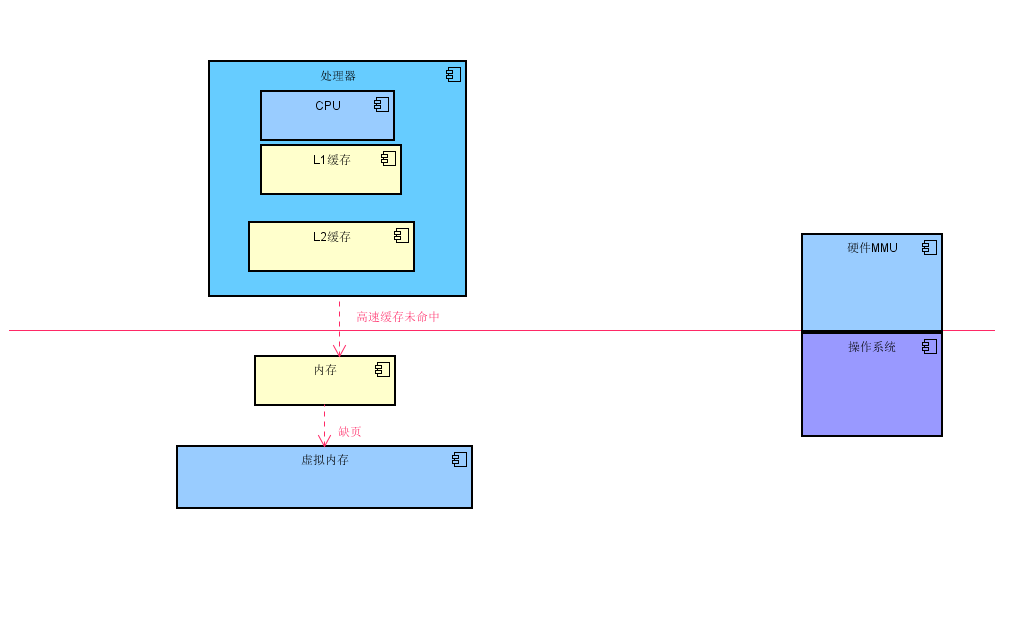 处理器
CPU
L1缓存
L2缓存
硬件MMU
高速缓存未命中
操作系统
内存
缺页
虚拟内存